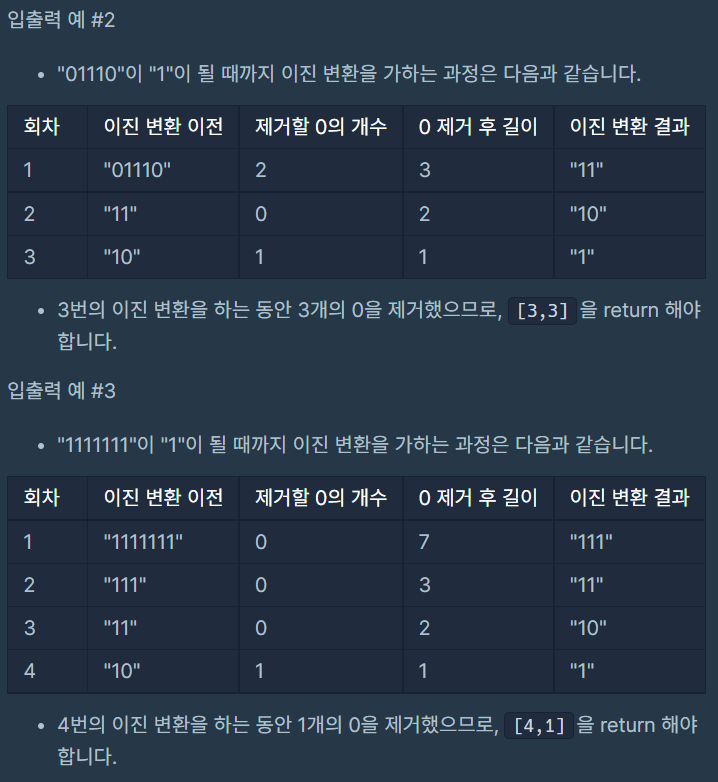 입출력 예 #2
• "01110"이 "1"이 될 때까지 이진 변환을 가하는 과정은 다음과 같습니다.
회차 이진 변환 이전 제거할 0의 개수 0 제거 후 길이 이진 변환 결과
1 "01110" 2 3 "11"
2 "11" 0 2 "10"
3 "10" 1 1 "1"
• 3번의 이진 변환을 하는 동안 3개의 0을 제거했으므로, [3,3] 을 return 해야
합니다.
입출력 예 #3
• "1111111"이 "1"이 될 때까지 이진 변환을 가하는 과정은 다음과 같습니다.
회차 이진 변환 이전 제거할 0의 개수 0 제거 후 길이 이진 변환 결과
1 "1111111" 0 7 "111"
2 "111" 0 3 "11"
3 "11" 0 2 "10"
4 "10" 1 1 "1"
• 4번의 이진 변환을 하는 동안 1개의 0을 제거했으므로, [4,1] 을 return 해야
합니다.